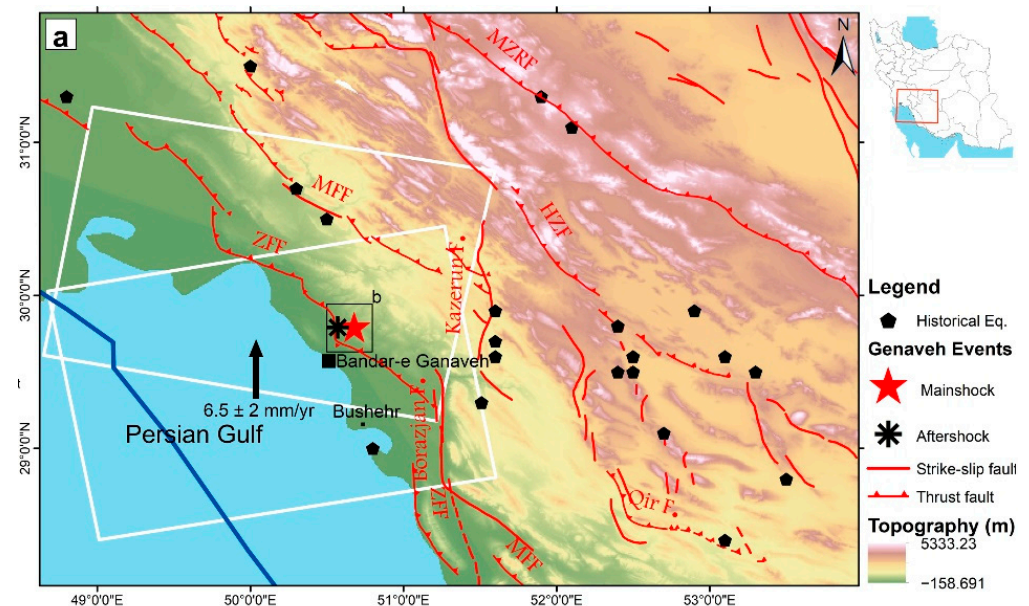 a
N
MZRF
MFF
HZF
ZFF
Kazerun F.
b
Bandar-e Ganaveh
6.5 ± 2 mm/yr
Bushehr
Persian Gulf
Borazjan F.
ZFF
MFF
Qir F.
31°0'0"N
30°0'0"N
29°0'0"N
49°0'0"E
50°0'0"E
51°0'0"E
52°0'0"E
53°0'0"E
Legend
Historical Eq.
Genaveh Events
Mainshock
Aftershock
Strike-slip fault
Thrust fault
Topography (m)
5333.23
−158.691